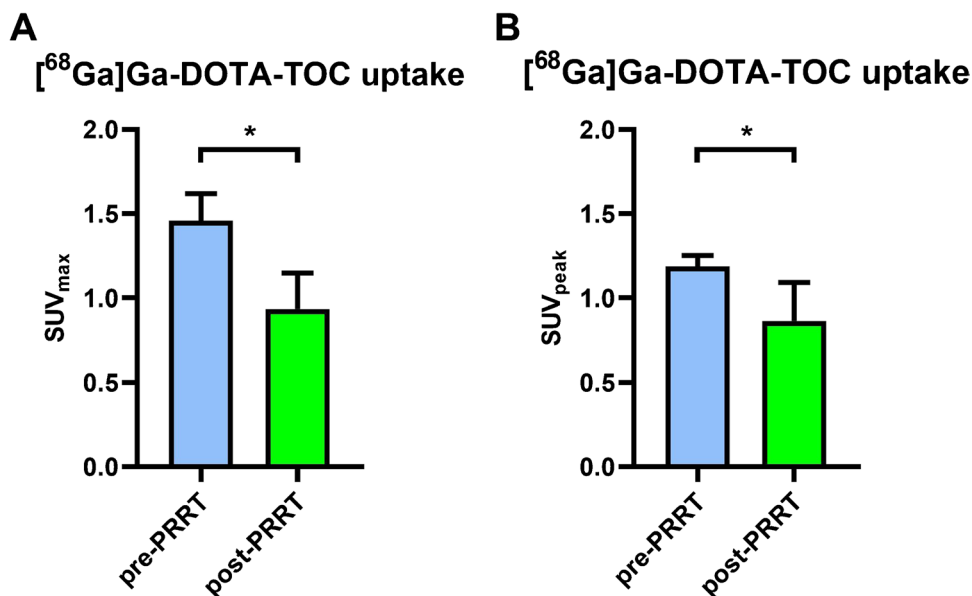 A
[⁶⁸Ga]Ga-DOTA-TOC uptake
2.0
1.5
1.0
0.5
0.0
SUVmax
*
pre-PRRT
post-PRRT
B
[⁶⁸Ga]Ga-DOTA-TOC uptake
2.0
1.5
1.0
0.5
0.0
SUVpeak
*
pre-PRRT
post-PRRT